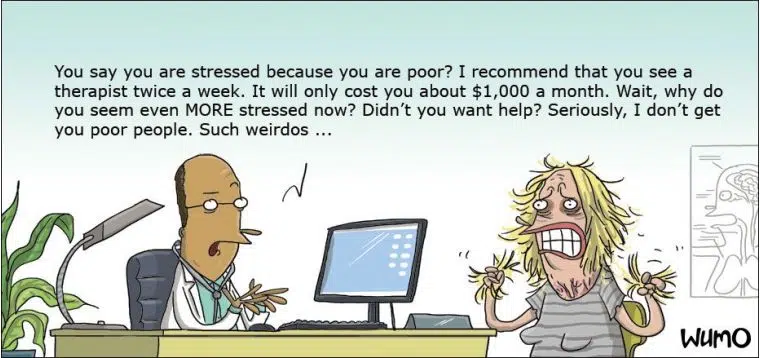 You say you are stressed because you are poor? I recommend that you see a
therapist twice a week. It will only cost you about $1,000 a month. Wait, why do
you seem even MORE stressed now? Didn't you want help? Seriously, I don't get
you poor people. Such weirdos ...
WUMO